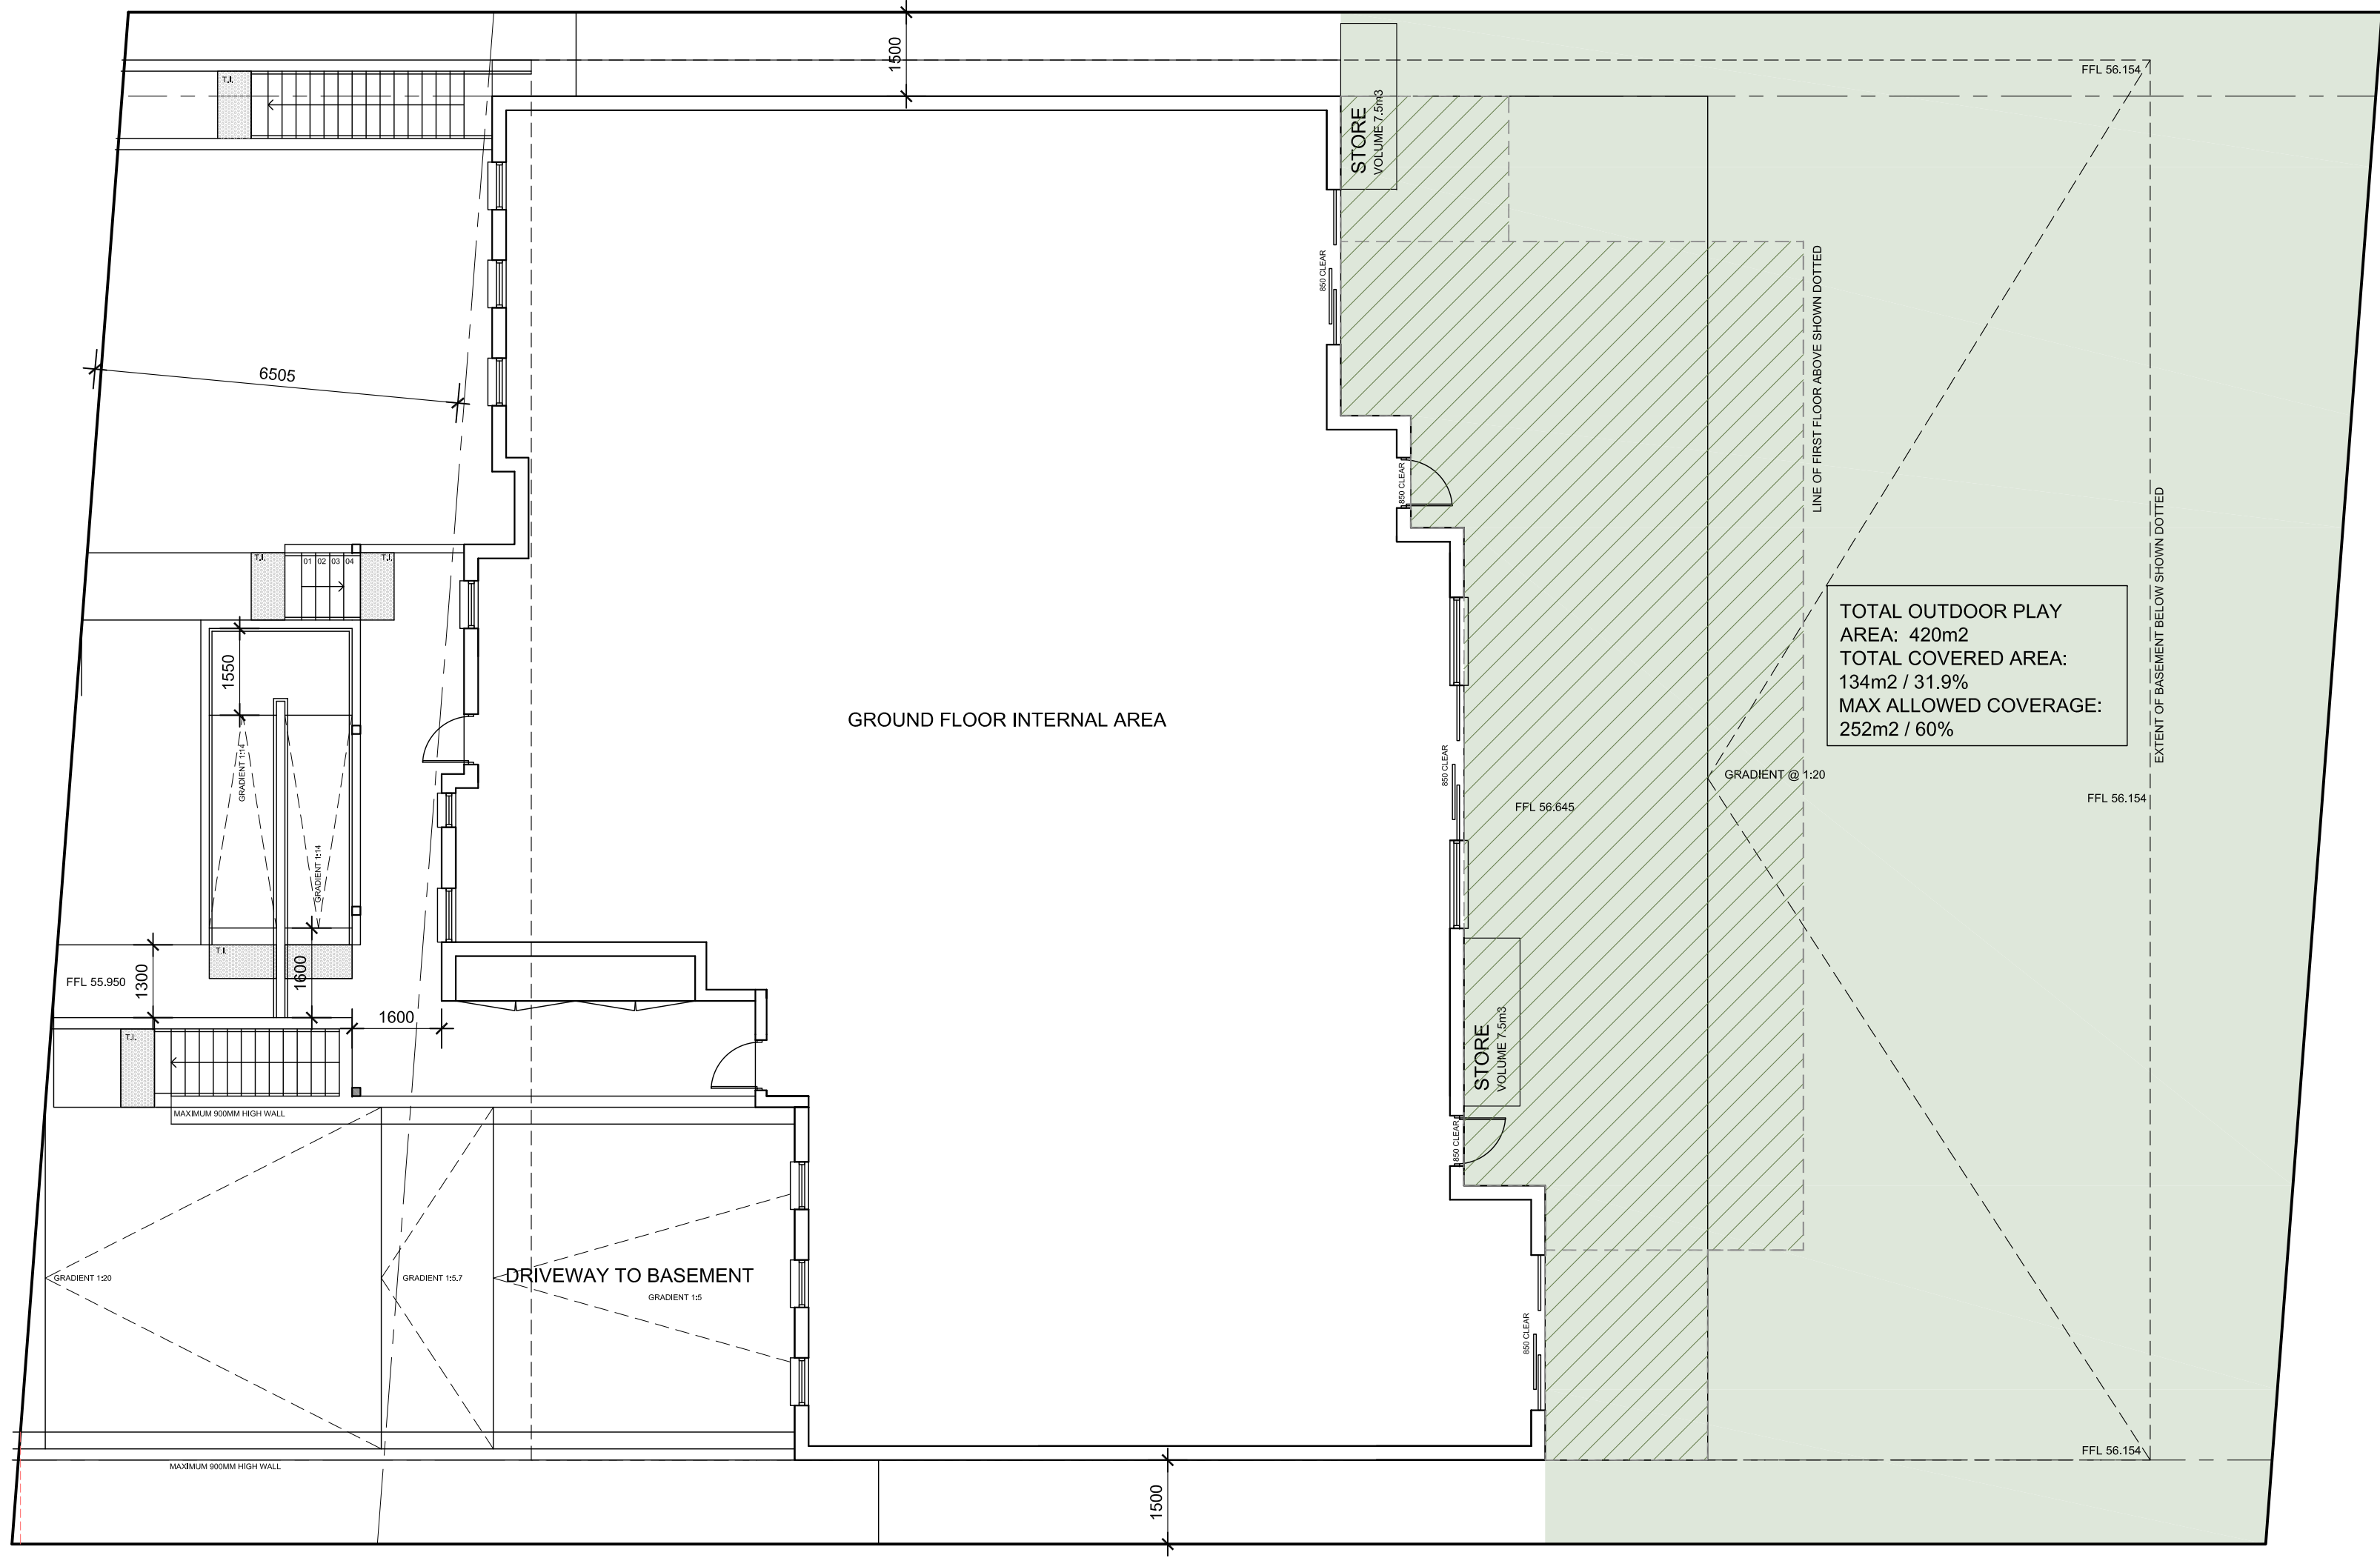 1500
FFL 56.154
T.I.
STORE
VOLUME 7.5m3
850 CLEAR
LINE OF FIRST FLOOR ABOVE SHOWN DOTTED
6505
850 CLEAR
EXTENT OF BASEMENT BELOW SHOWN DOTTED
T.I.
01 02 03 04
T.I.
TOTAL OUTDOOR PLAY
AREA: 420m2
TOTAL COVERED AREA:
134m2 / 31.9%
MAX ALLOWED COVERAGE:
252m2 / 60%
1550
GROUND FLOOR INTERNAL AREA
GRADIENT 1:14
850 CLEAR
GRADIENT @ 1:20
FFL 56.645
FFL 56.154
GRADIENT 1:14
T.I.
FFL 55.950
1300
1600
1600
T.I.
STORE
VOLUME 7.5m3
MAXIMUM 900MM HIGH WALL
850 CLEAR
GRADIENT 1:20
GRADIENT 1:5.7
DRIVEWAY TO BASEMENT
GRADIENT 1:5
850 CLEAR
MAXIMUM 900MM HIGH WALL
FFL 56.154
1500